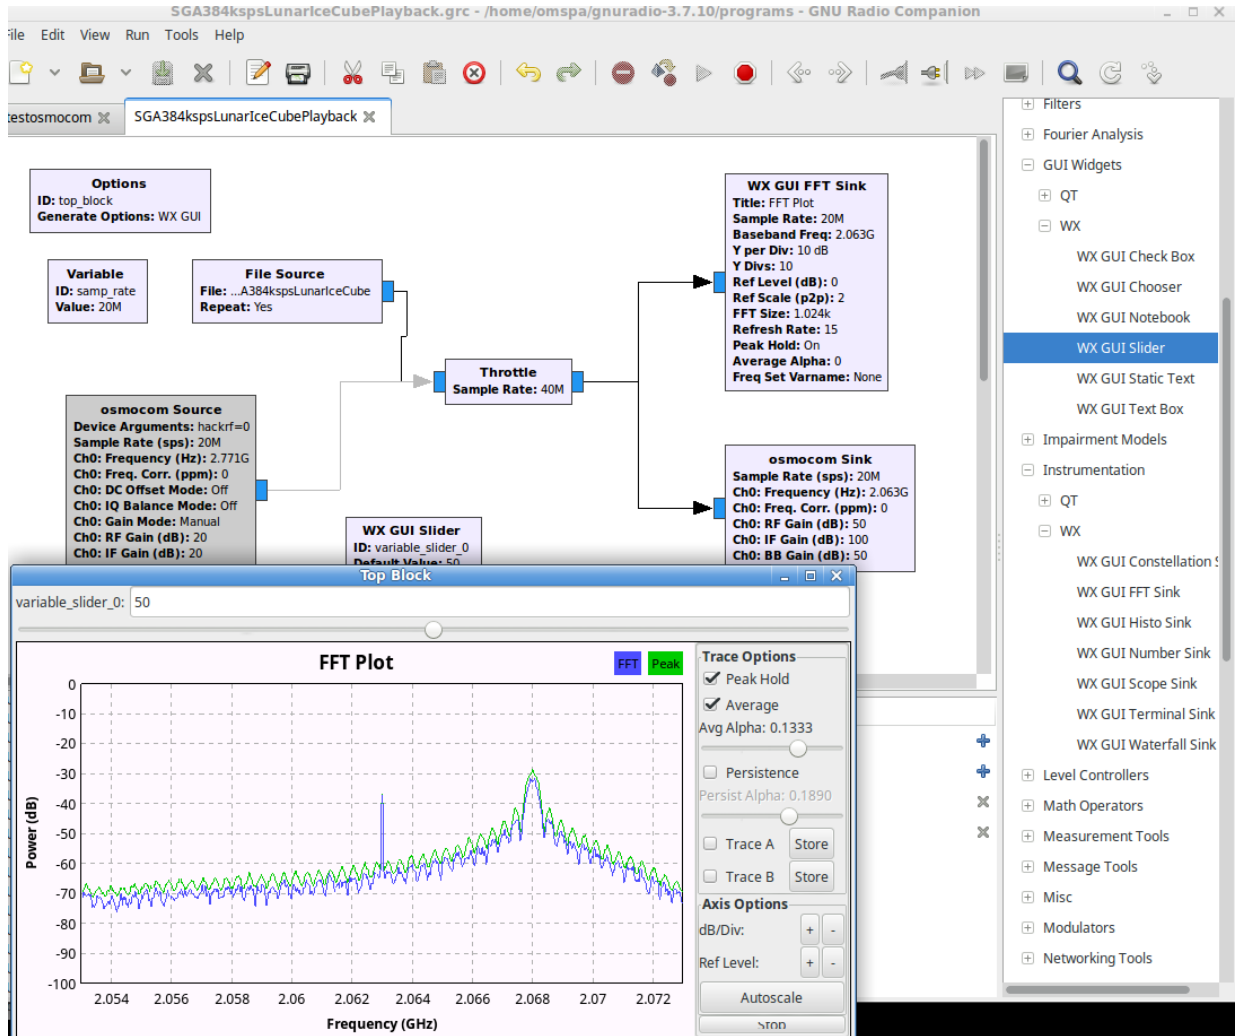 SGA384kspsLunarIceCubePlayback.grc - /home/omspa/gnuradio-3.7.10/programs - GNU Radio Companion
File Edit View Run Tools Help
testosmocom
SGA384kspsLunarIceCubePlayback
Options
ID: top_block
Generate Options: WX GUI
Variable
ID: samp_rate
Value: 20M
File Source
File: ...A384kspsLunarIceCube
Repeat: Yes
Throttle
Sample Rate: 40M
WX GUI FFT Sink
Title: FFT Plot
Sample Rate: 20M
Baseband Freq: 2.063G
Y per Div: 10 dB
Y Divs: 10
Ref Level (dB): 0
Ref Scale (p2p): 2
FFT Size: 1.024k
Refresh Rate: 15
Peak Hold: On
Average Alpha: 0
Freq Set Varname: None
osmocom Source
Device Arguments: hackrf=0
Sample Rate (sps): 20M
Ch0: Frequency (Hz): 2.771G
Ch0: Freq. Corr. (ppm): 0
Ch0: DC Offset Mode: Off
Ch0: IQ Balance Mode: Off
Ch0: Gain Mode: Manual
Ch0: RF Gain (dB): 20
Ch0: IF Gain (dB): 20
WX GUI Slider
ID: variable_slider_0
Default Value: 50
osmocom Sink
Sample Rate (sps): 20M
Ch0: Frequency (Hz): 2.063G
Ch0: Freq. Corr. (ppm): 0
Ch0: RF Gain (dB): 50
Ch0: IF Gain (dB): 100
Ch0: BB Gain (dB): 50
Filters
Fourier Analysis
GUI Widgets
QT
WX
WX GUI Check Box
WX GUI Chooser
WX GUI Notebook
WX GUI Slider
WX GUI Static Text
WX GUI Text Box
Impairment Models
Instrumentation
QT
WX
WX GUI Constellation S
WX GUI FFT Sink
WX GUI Histo Sink
WX GUI Number Sink
WX GUI Scope Sink
WX GUI Terminal Sink
WX GUI Waterfall Sink
Level Controllers
Math Operators
Measurement Tools
Message Tools
Misc
Modulators
Networking Tools
Top Block
variable_slider_0: 50
FFT Plot
FFT Peak
Power (dB)
0
-10
-20
-30
-40
-50
-60
-70
-80
-90
-100
2.054 2.056 2.058 2.06 2.062 2.064 2.066 2.068 2.07 2.072
Frequency (GHz)
Trace Options
Peak Hold
Average
Avg Alpha: 0.1333
Persistence
Persist Alpha: 0.1890
Trace A Store
Trace B Store
Axis Options
dB/Div: + -
Ref Level: + -
Autoscale
Stop